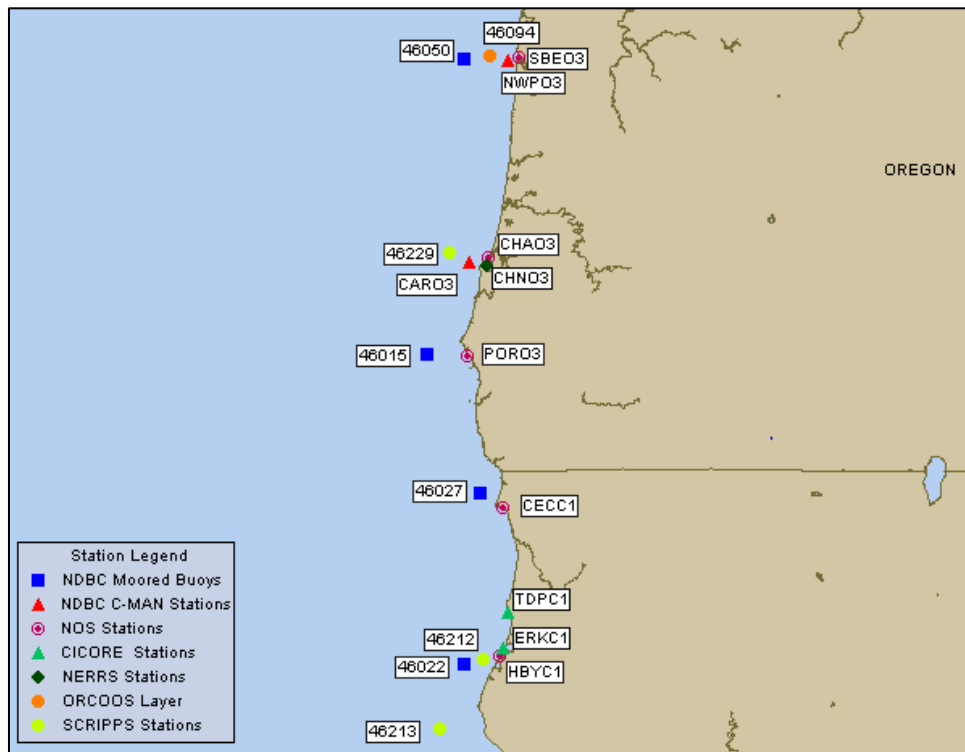 46094
46050
SBEO3
NWPO3
OREGON
CHAO3
46229
CHNO3
CARO3
46015
PORO3
46027
CECC1
TDPC1
46212
ERKC1
46022
HBYC1
46213
Station Legend
NDBC Moored Buoys
NDBC C-MAN Stations
NOS Stations
CICORE Stations
NERRS Stations
ORCOOS Layer
SCRIPPS Stations